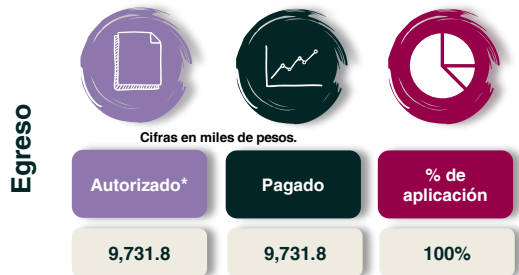 Egreso
Cifras en miles de pesos.
Autorizado*
Pagado
% de
aplicación
9,731.8
9,731.8
100%